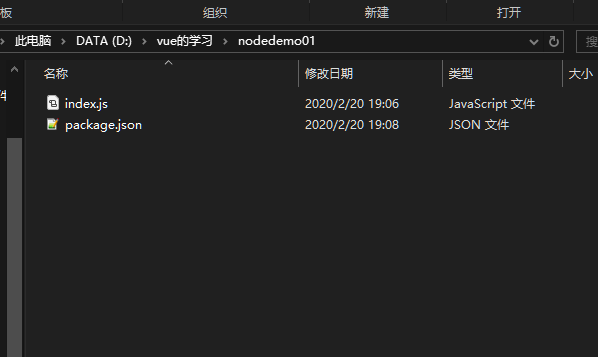 板 组织 新建 打开
此电脑 DATA (D:) vue的学习 nodedemo01 搜
名称 修改日期 类型 大小
件
index.js 2020/2/20 19:06 JavaScript 文件
package.json 2020/2/20 19:08 JSON 文件